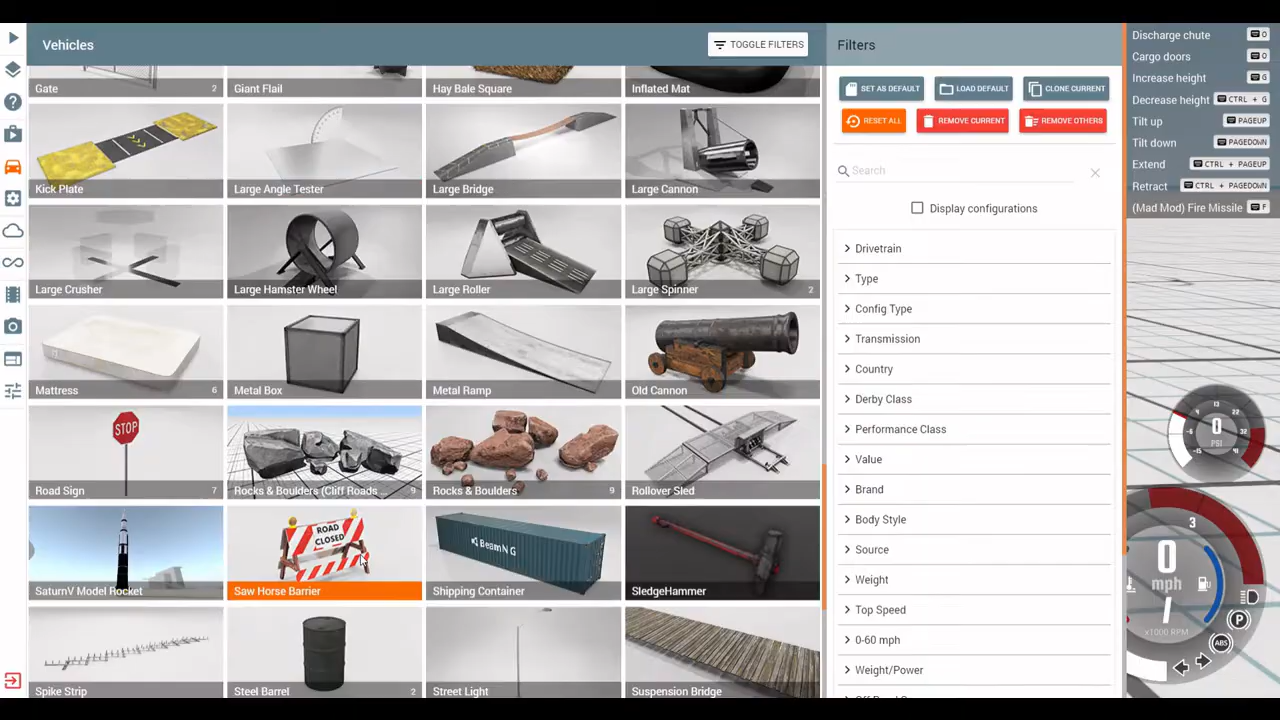 Vehicles
TOGGLE FILTERS
Gate 2
Giant Flail
Hay Bale Square
Inflated Mat
Kick Plate
Large Angle Tester
Large Bridge
Large Cannon
Large Crusher
Large Hamster Wheel
Large Roller
Large Spinner 2
Mattress 6
Metal Box
Metal Ramp
Old Cannon
STOP
Road Sign 7
Rocks & Boulders (Cliff Roads ... 9
Rocks & Boulders 9
Rollover Sled
SaturnV Model Rocket
ROAD
CLOSED
Saw Horse Barrier
BeamNG
Shipping Container
SledgeHammer
Spike Strip
Steel Barrel 2
Street Light
Suspension Bridge
Filters
SET AS DEFAULT
LOAD DEFAULT
CLONE CURRENT
RESET ALL
REMOVE CURRENT
REMOVE OTHERS
Search
Display configurations
Drivetrain
Type
Config Type
Transmission
Country
Derby Class
Performance Class
Value
Brand
Body Style
Source
Weight
Top Speed
0-60 mph
Weight/Power
Discharge chute O
Cargo doors O
Increase height G
Decrease height CTRL + G
Tilt up PAGEUP
Tilt down PAGEDOWN
Extend CTRL + PAGEUP
Retract CTRL + PAGEDOWN
(Mad Mod) Fire Missile F
0
PSI
3
0
mph
x1000 RPM
P
ABS